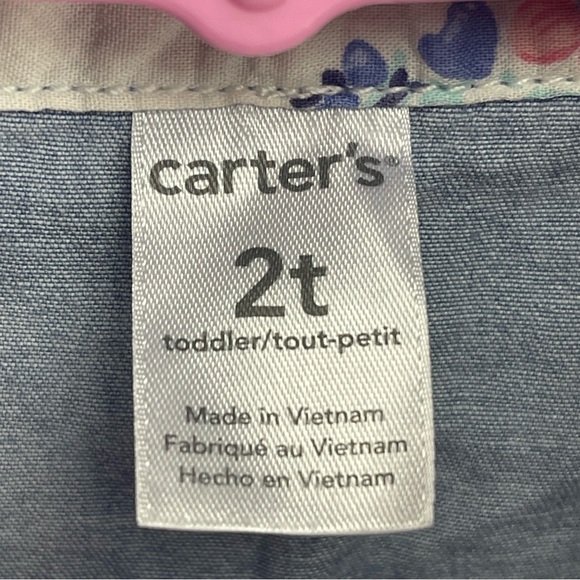 carter's®
2t
toddler/tout-petit
Made in Vietnam
Fabriqué au Vietnam
Hecho en Vietnam